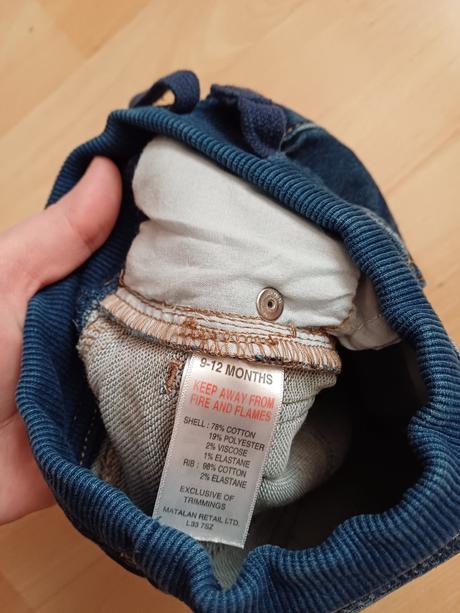 9-12 MONTHS
KEEP AWAY FROM
FIRE AND FLAMES
SHELL : 78% COTTON
19% POLYESTER
2% VISCOSE
1% ELASTANE
RIB : 98% COTTON
2% ELASTANE
EXCLUSIVE OF
TRIMMINGS
MATALAN RETAIL LTD.
L33 7SZ